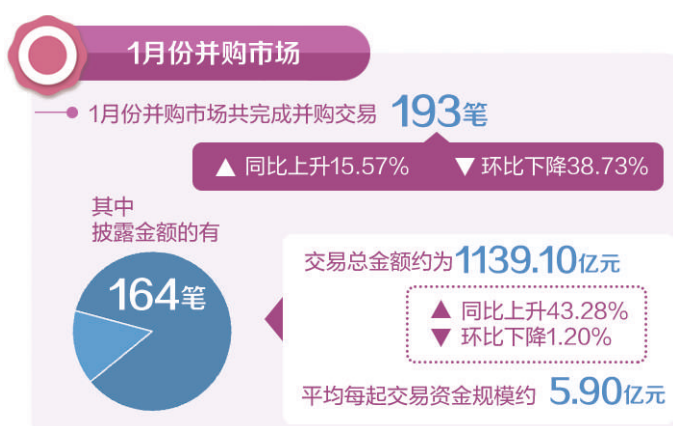 1月份并购市场
1月份并购市场共完成并购交易 193笔
▲ 同比上升15.57% ▼ 环比下降38.73%
其中
披露金额的有
164笔
交易总金额约为1139.10亿元
▲ 同比上升43.28%
▼ 环比下降1.20%
平均每起交易资金规模约 5.90亿元